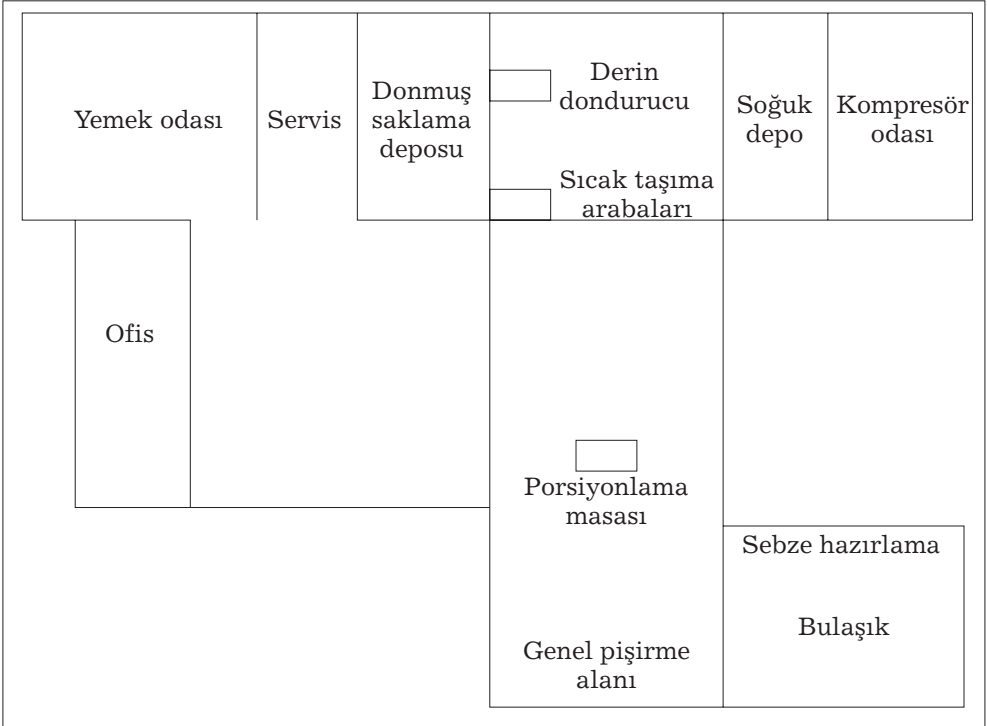 Yemek odası
Servis
Donmuş
saklama
deposu
Derin
dondurucu
Sıcak taşıma
arabaları
Soğuk
depo
Kompresör
odası
Ofis
Porsiyonlama
masası
Sebze hazırlama
Bulaşık
Genel pişirme
alanı